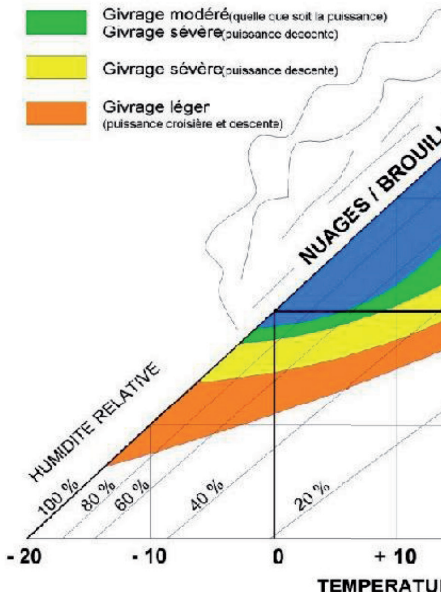 Givrage modéré (quelle que soit la puissance)
Givrage sévère (puissance descente)
Givrage sévère (puissance descente)
Givrage léger
(puissance croisière et descente)
NUAGES / BROUILL
HUMIDITE RELATIVE
100 % 80 % 60 % 40 % 20 %
- 20 - 10 0 + 10
TEMPERATU